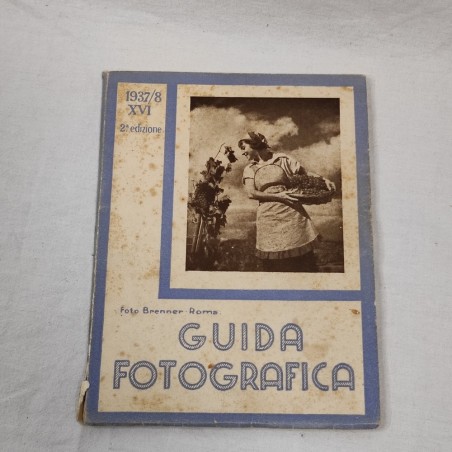 1937/8
XVI
2ª edizione
Foto Brenner - Roma
GUIDA
FOTOGRAFICA